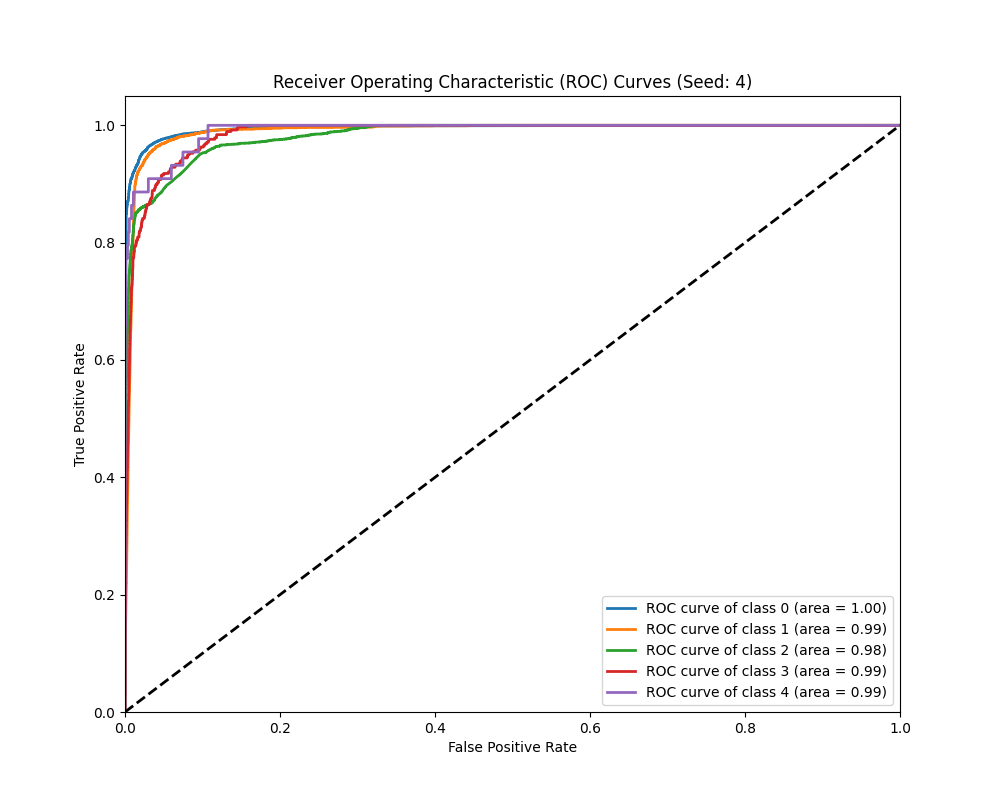 Receiver Operating Characteristic (ROC) Curves (Seed: 4)
1.0
0.8
0.6
0.4
0.2
0.0
True Positive Rate
ROC curve of class 0 (area = 1.00)
ROC curve of class 1 (area = 0.99)
ROC curve of class 2 (area = 0.98)
ROC curve of class 3 (area = 0.99)
ROC curve of class 4 (area = 0.99)
0.0 0.2 0.4 0.6 0.8 1.0
False Positive Rate